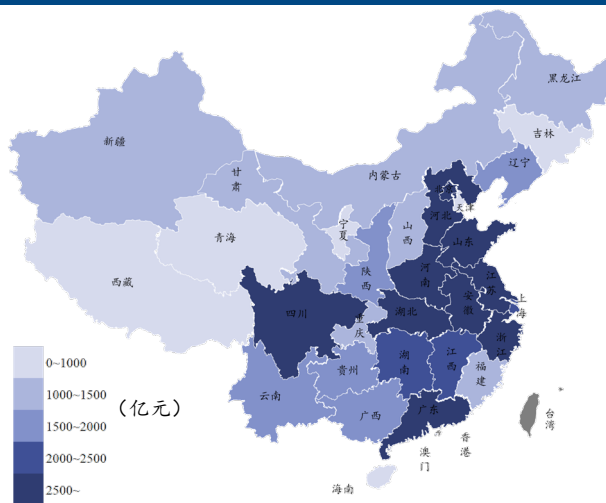 黑龙江
吉林
辽宁
新疆
甘肃
内蒙古
北京
天津
河北
山西
宁夏
青海
山东
陕西
河南
西藏
江苏
安徽
上海
四川
湖北
重庆
浙江
湖南
江西
贵州
福建
云南
广西
广东
台湾
香港
澳门
海南
0~1000
1000~1500
1500~2000
2000~2500
2500~
(亿元)